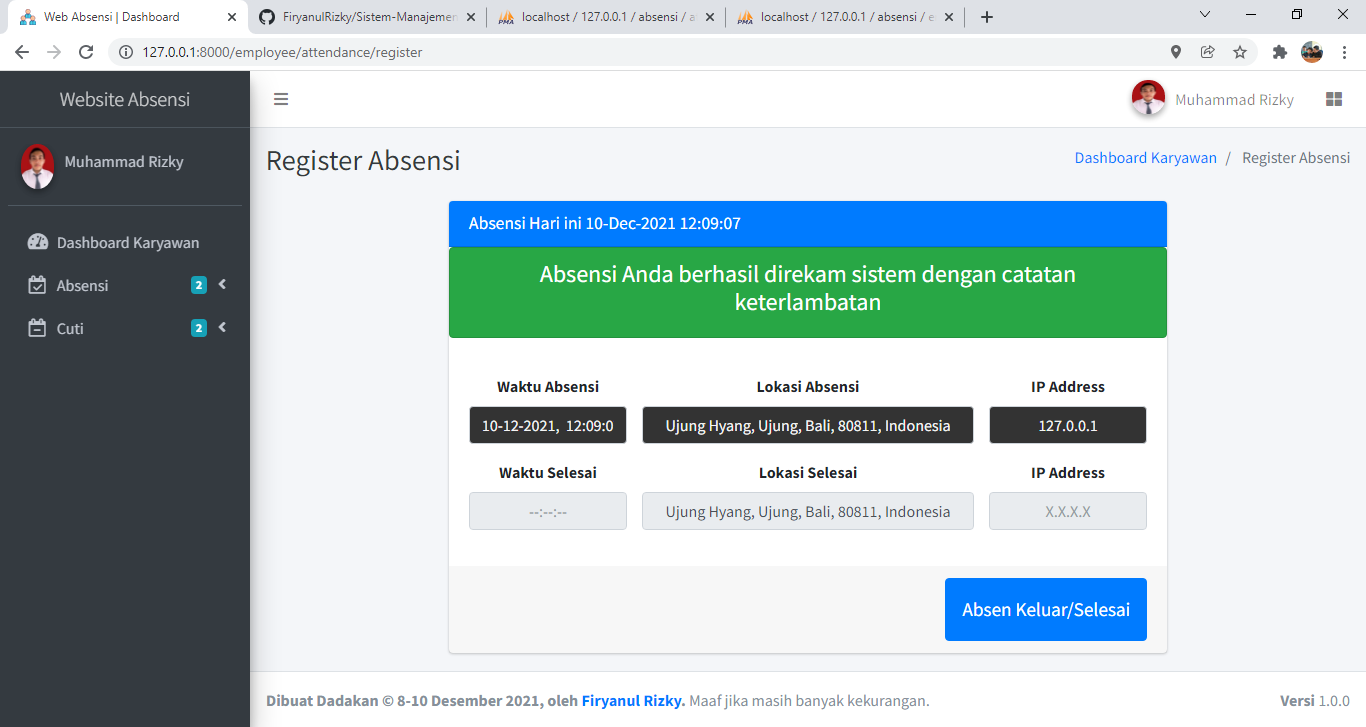 Web Absensi | Dashboard
FiryanulRizky/Sistem-Manajemen
localhost / 127.0.0.1 / absensi / a
localhost / 127.0.0.1 / absensi / e
127.0.0.1:8000/employee/attendance/register
Website Absensi
Muhammad Rizky
Muhammad Rizky
Dashboard Karyawan
Absensi 2
Cuti 2
Register Absensi
Dashboard Karyawan / Register Absensi
Absensi Hari ini 10-Dec-2021 12:09:07
Absensi Anda berhasil direkam sistem dengan catatan
keterlambatan
Waktu Absensi Lokasi Absensi IP Address
10-12-2021, 12:09:0 Ujung Hyang, Ujung, Bali, 80811, Indonesia 127.0.0.1
Waktu Selesai Lokasi Selesai IP Address
--:--:-- Ujung Hyang, Ujung, Bali, 80811, Indonesia X.X.X.X
Absen Keluar/Selesai
Dibuat Dadakan © 8-10 Desember 2021, oleh Firyanul Rizky. Maaf jika masih banyak kekurangan. Versi 1.0.0